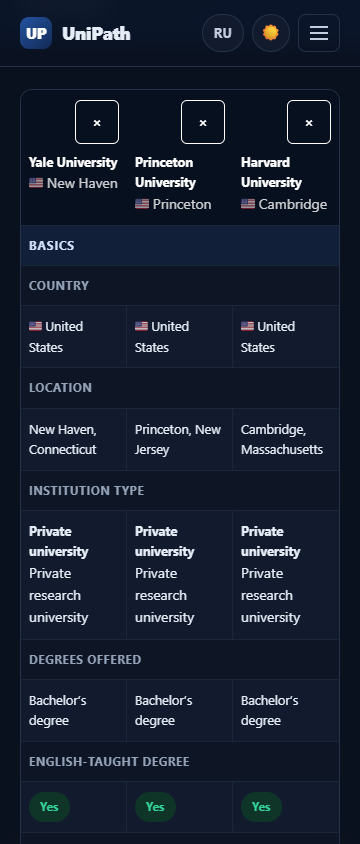 UP UniPath RU
× × ×
Yale University Princeton University Harvard University
New Haven Princeton Cambridge
BASICS
COUNTRY
United States United States United States
LOCATION
New Haven, Connecticut Princeton, New Jersey Cambridge, Massachusetts
INSTITUTION TYPE
Private university Private university Private university
Private research university Private research university Private research university
DEGREES OFFERED
Bachelor's degree Bachelor's degree Bachelor's degree
ENGLISH-TAUGHT DEGREE
Yes Yes Yes